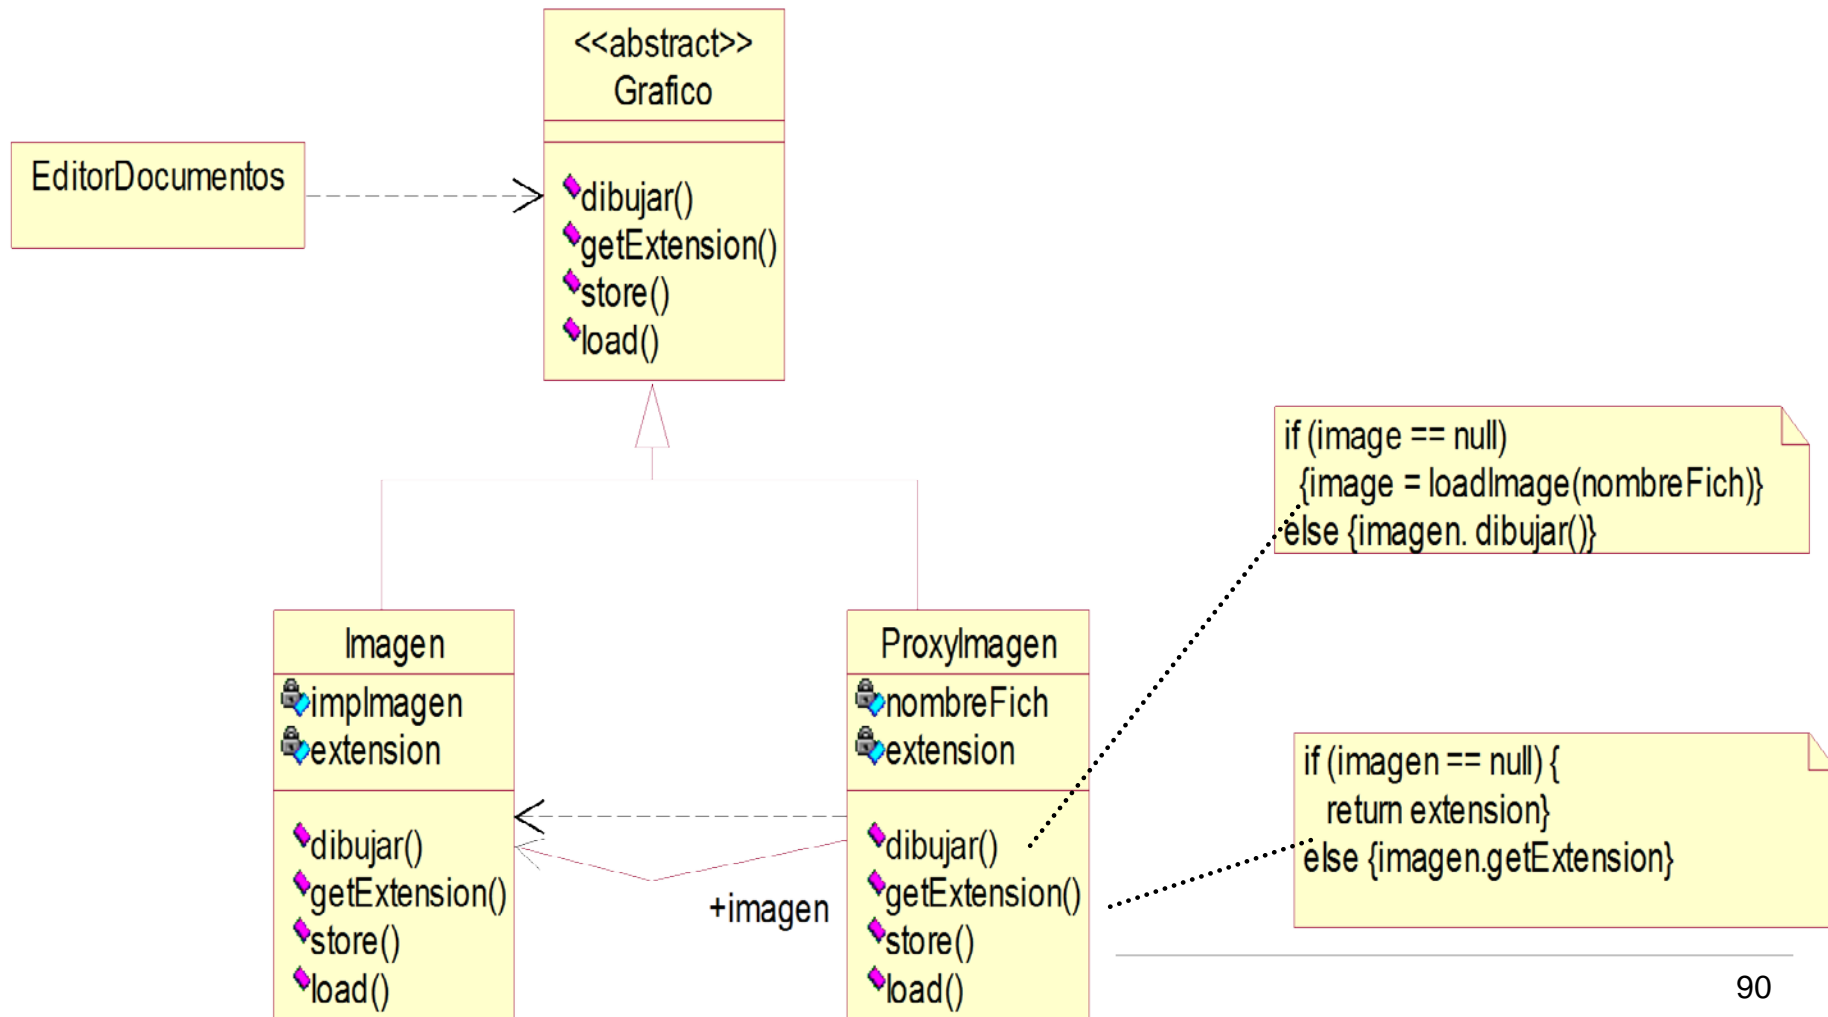 <<abstract>>
Grafico
dibujar()
getExtension()
store()
load()
EditorDocumentos
if (image == null)
{image = loadImage(nombreFich)}
else {imagen. dibujar()}
Imagen
impImagen
extension
dibujar()
getExtension()
store()
load()
+imagen
ProxyImagen
nombreFich
extension
dibujar()
getExtension()
store()
load()
if (imagen == null) {
return extension}
else {imagen.getExtension}
90